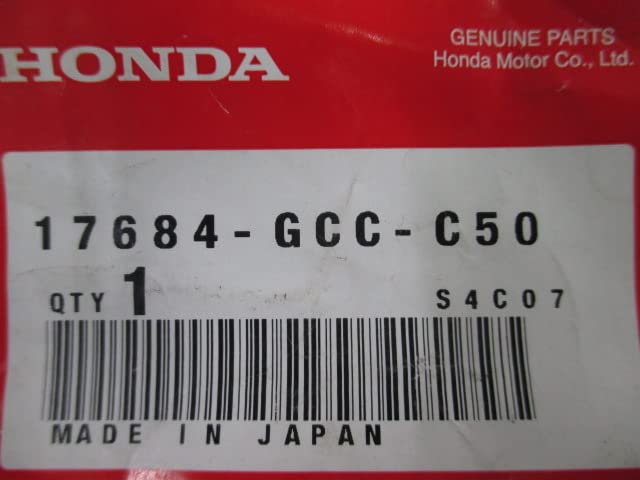 HONDA
GENUINE PARTS
Honda Motor Co., Ltd.
17684-GCC-C50
QTY 1 S4C07
MADE IN JAPAN